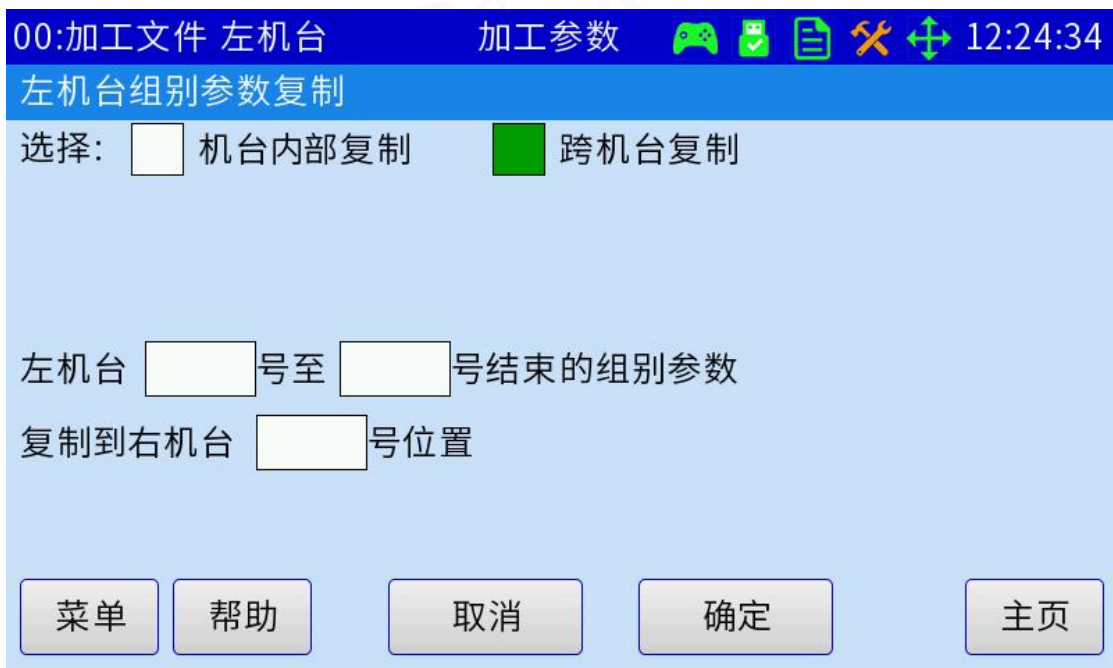 00:加工文件 左机台 加工参数 12:24:34
左机台组别参数复制
选择: 机台内部复制 跨机台复制
左机台 号至 号结束的组别参数
复制到右机台 号位置
菜单 帮助 取消 确定 主页